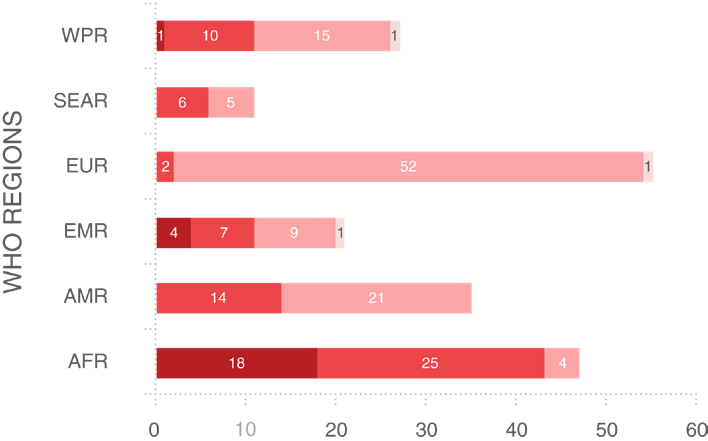 WHO REGIONS
WPR 1 10 15 1
SEAR 6 5
EUR 2 52 1
EMR 4 7 9 1
AMR 14 21
AFR 18 25 4
0 10 20 30 40 50 60